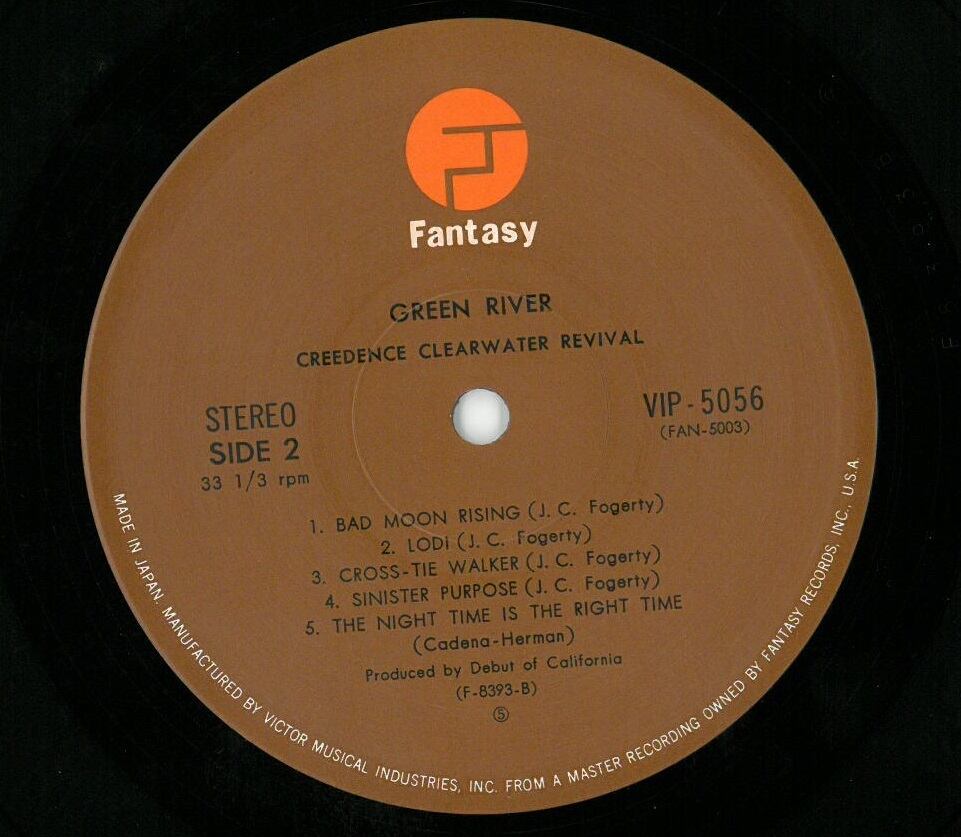 Fantasy
GREEN RIVER
CREEDENCE CLEARWATER REVIVAL
STEREO
SIDE 2
33 1/3 rpm
VIP-5056
(FAN-5003)
1. BAD MOON RISING (J. C. Fogerty)
2. LODi (J. C. Fogerty)
3. CROSS-TIE WALKER (J. C. Fogerty)
4. SINISTER PURPOSE (J. C. Fogerty)
5. THE NIGHT TIME IS THE RIGHT TIME
(Cadena-Herman)
Produced by Debut of California
(F-8393-B)
⑤
MADE IN JAPAN. MANUFACTURED BY VICTOR MUSICAL INDUSTRIES, INC. FROM A MASTER RECORDING OWNED BY FANTASY RECORDS, INC., U.S.A.